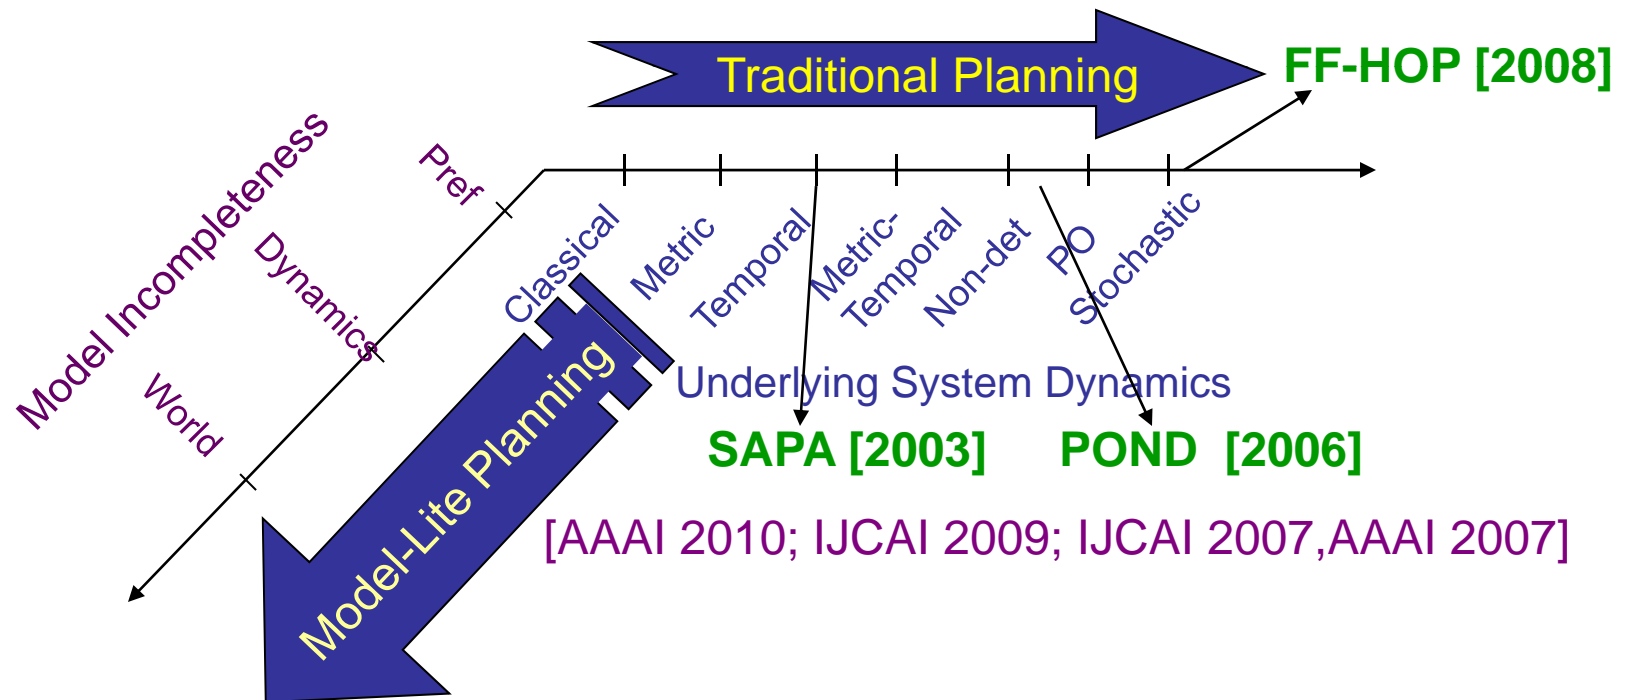 Traditional Planning
FF-HOP [2008]
Model Incompleteness
Pref
Dynamics
World
Classical
Metric
Temporal
Metric-
Temporal
Non-det
PO
Stochastic
Underlying System Dynamics
SAPA [2003]
POND [2006]
Model-Lite Planning
[AAAI 2010; IJCAI 2009; IJCAI 2007,AAAI 2007]